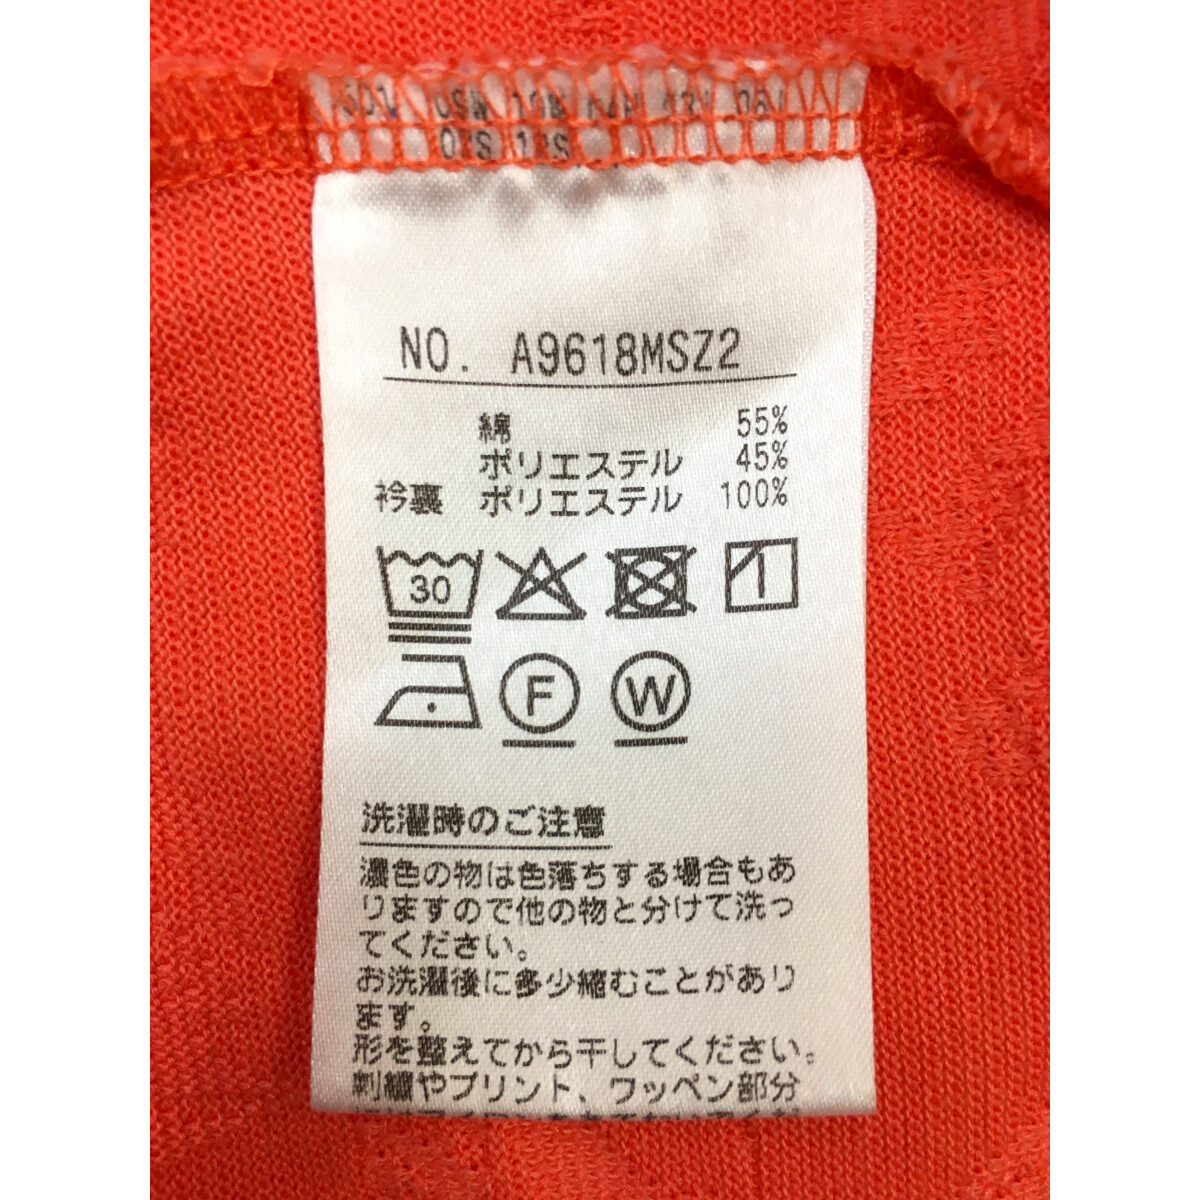 NO. A9618MSZ2
綿 55%
ポリエステル 45%
衿裏 ポリエステル 100%
30
F W
洗濯時のご注意
濃色の物は色落ちする場合もあ
りますので他の物と分けて洗っ
てください。
お洗濯後に多少縮むことがあり
ます。
形を整えてから干してください。
刺繍やプリント、ワッペン部分